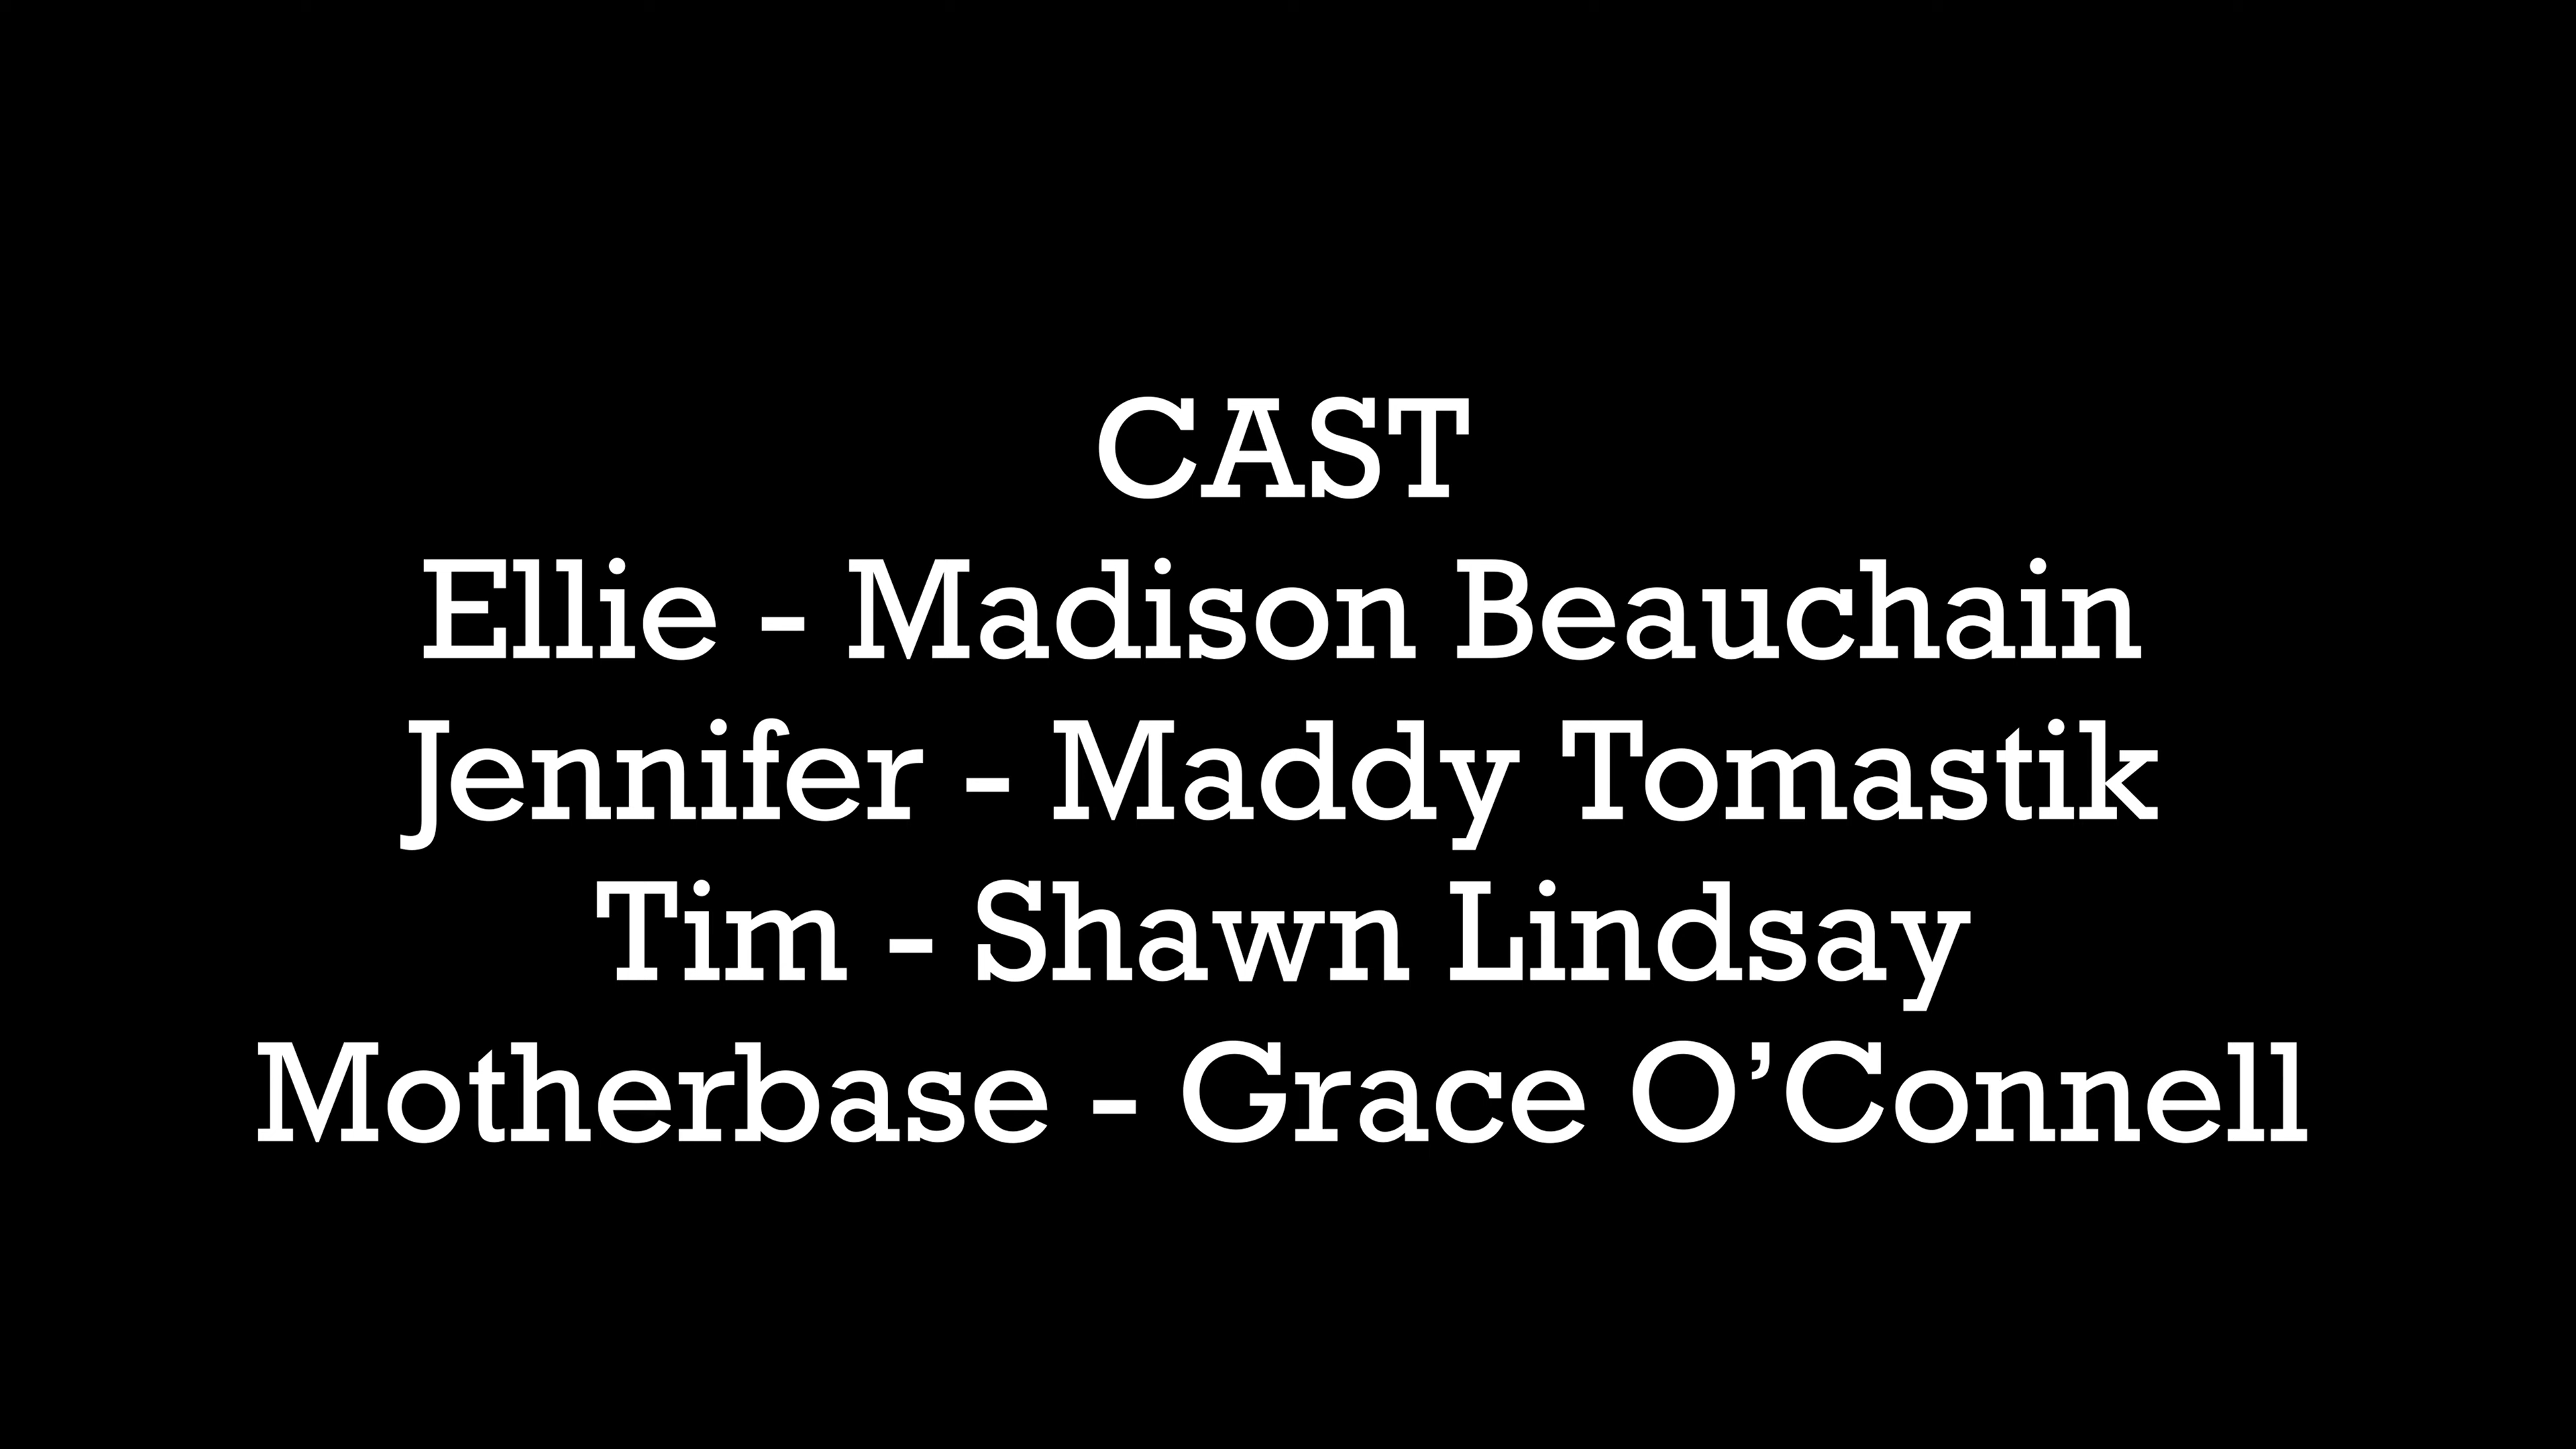 CAST
Ellie - Madison Beauchain
Jennifer - Maddy Tomastik
Tim - Shawn Lindsay
Motherbase - Grace O’Connell